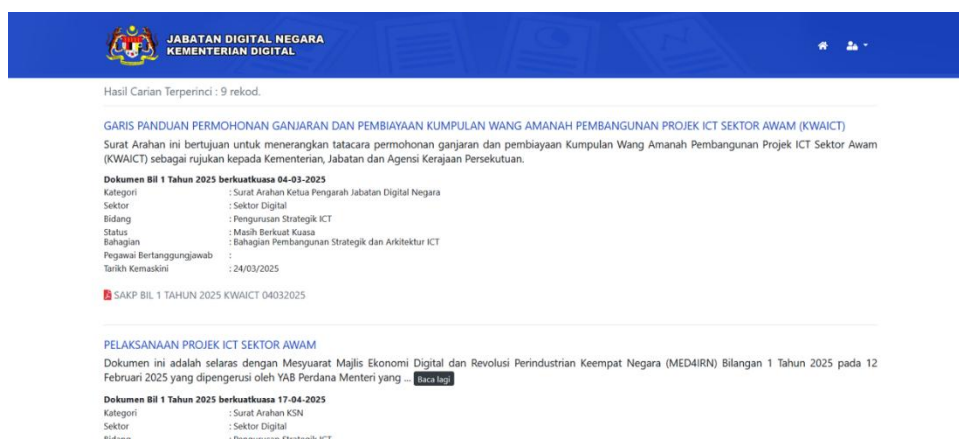 JABATAN DIGITAL NEGARA
KEMENTERIAN DIGITAL
Hasil Carian Terperinci : 9 rekod.
GARIS PANDUAN PERMOHONAN GANJARAN DAN PEMBIAYAAN KUMPULAN WANG AMANAH PEMBANGUNAN PROJEK ICT SEKTOR AWAM (KWAICT)
Surat Arahan ini bertujuan untuk menerangkan tatacara permohonan ganjaran dan pembiayaan Kumpulan Wang Amanah Pembangunan Projek ICT Sektor Awam
(KWAICT) sebagai rujukan kepada Kementerian, Jabatan dan Agensi Kerajaan Persekutuan.
Dokumen Bil 1 Tahun 2025 berkuatkuasa 04-03-2025
Kategori : Surat Arahan Ketua Pengarah Jabatan Digital Negara
Sektor : Sektor Digital
Bidang : Pengurusan Strategik ICT
Status : Masih Berkuat Kuasa
Bahagian : Bahagian Pembangunan Strategik dan Arkitektur ICT
Pegawai Bertanggungjawab :
Tarikh Kemaskini : 24/03/2025
SAKP BIL 1 TAHUN 2025 KWAICT 04032025
PELAKSANAAN PROJEK ICT SEKTOR AWAM
Dokumen ini adalah selaras dengan Mesyuarat Majlis Ekonomi Digital dan Revolusi Perindustrian Keempat Negara (MED4IRN) Bilangan 1 Tahun 2025 pada 12
Februari 2025 yang dipengerusi oleh YAB Perdana Menteri yang ... Baca lagi
Dokumen Bil 1 Tahun 2025 berkuatkuasa 17-04-2025
Kategori : Surat Arahan KSN
Sektor : Sektor Digital
Bidang : Pengurusan Strategik ICT